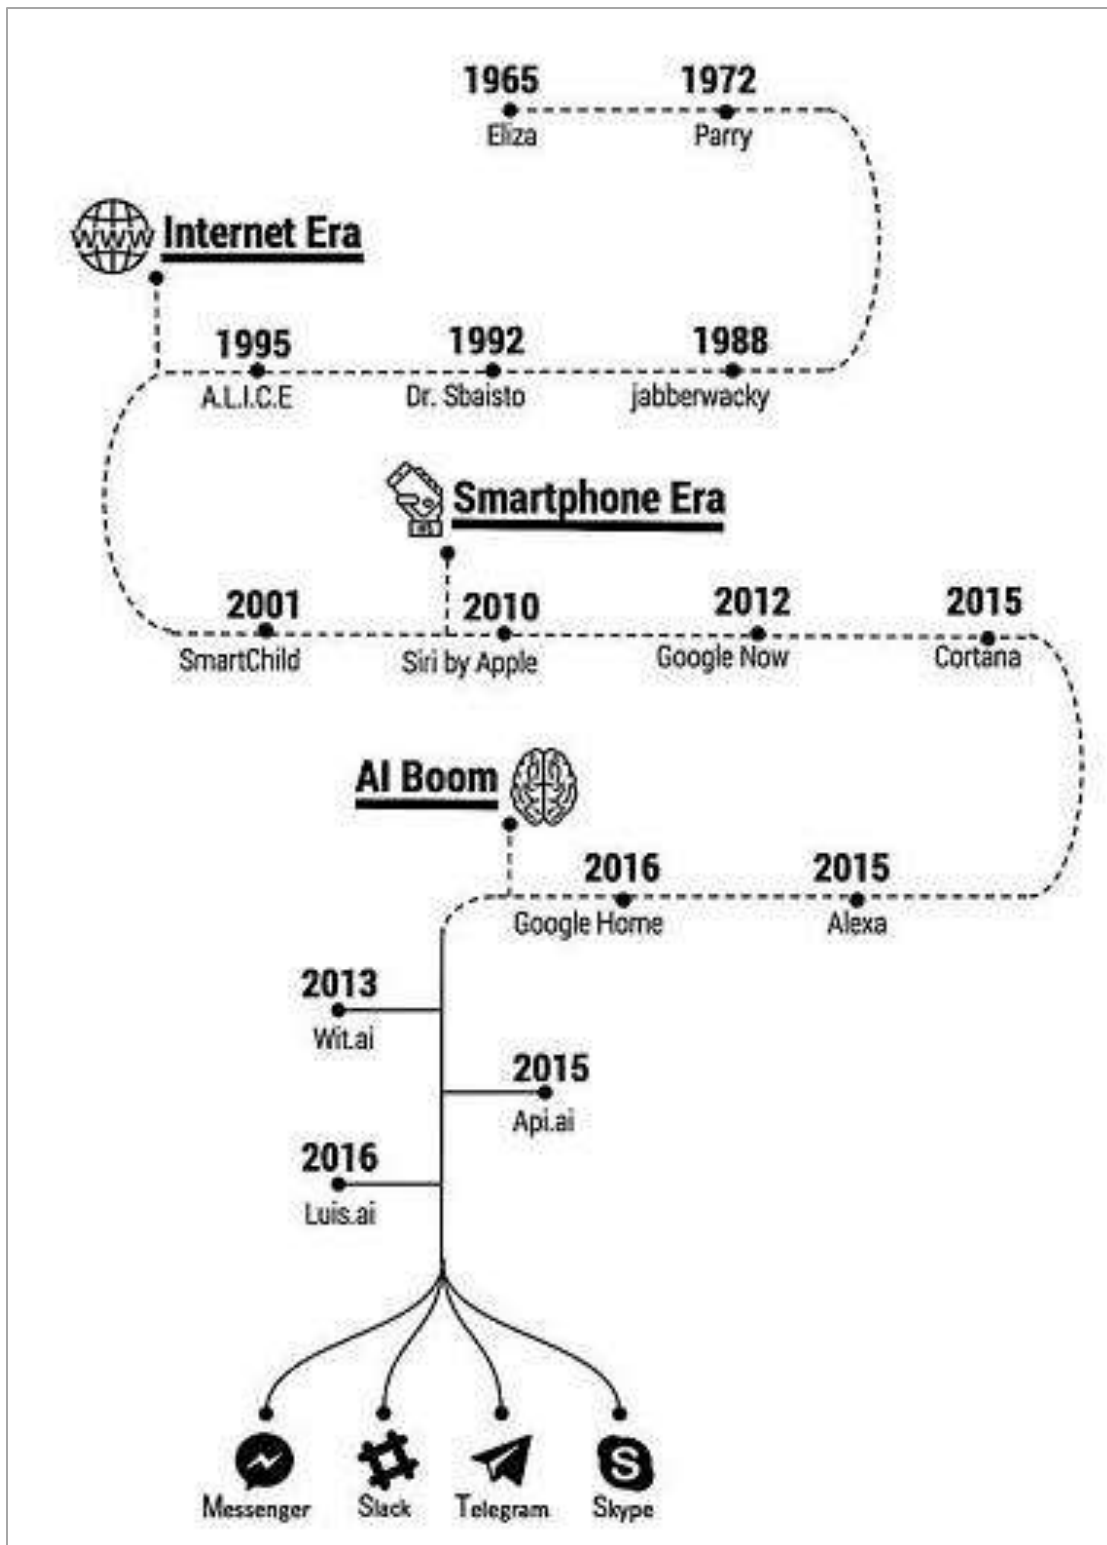 1965 1972
Eliza Parry
WWW Internet Era
1995 1992 1988
A.L.I.C.E Dr. Sbaisto jabberwacky
Smartphone Era
2001 2010 2012 2015
SmartChild Siri by Apple Google Now Cortana
AI Boom
2016 2015
Google Home Alexa
2013
Wit.ai
2015
Api.ai
2016
Luis.ai
Messenger Slack Telegram Skype